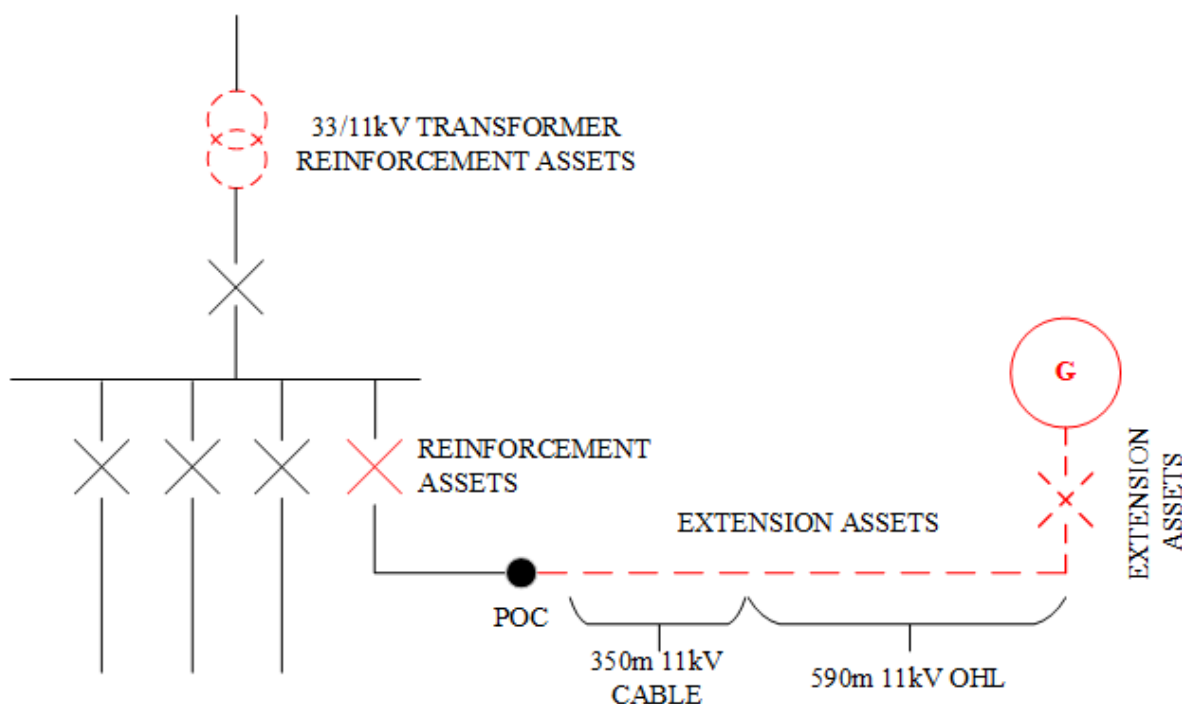 33/11kV TRANSFORMER
REINFORCEMENT ASSETS
G
REINFORCEMENT
ASSETS
EXTENSION ASSETS
EXTENSION
ASSETS
POC
350m 11kV
CABLE
590m 11kV OHL